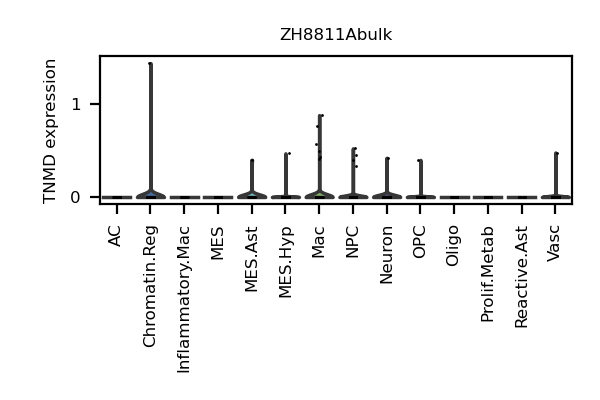 ZH8811Abulk
TNMD expression
1
0
AC
Chromatin.Reg
Inflammatory.Mac
MES
MES.Ast
MES.Hyp
Mac
NPC
Neuron
OPC
Oligo
Prolif.Metab
Reactive.Ast
Vasc